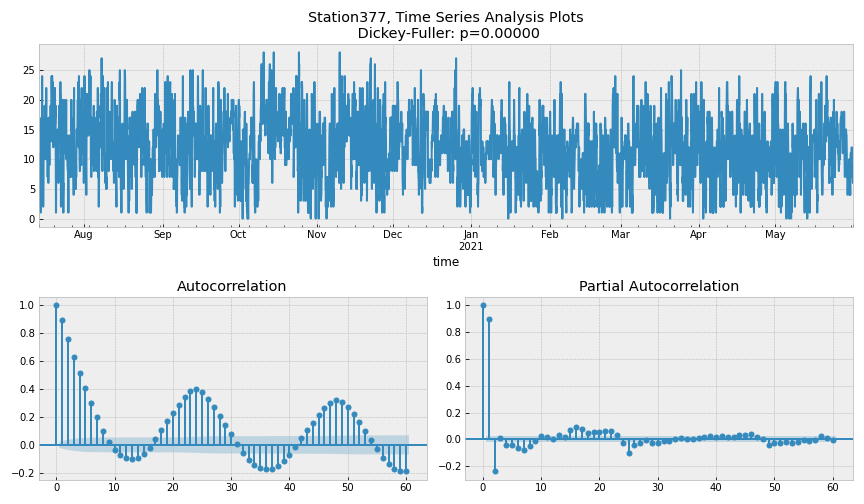 Station377, Time Series Analysis Plots
Dickey-Fuller: p=0.00000
25
20
15
10
5
0
Aug Sep Oct Nov Dec Jan Feb Mar Apr May
2021
time
Autocorrelation
1.0
0.8
0.6
0.4
0.2
0.0
−0.2
0 10 20 30 40 50 60
Partial Autocorrelation
1.0
0.8
0.6
0.4
0.2
0.0
−0.2
0 10 20 30 40 50 60